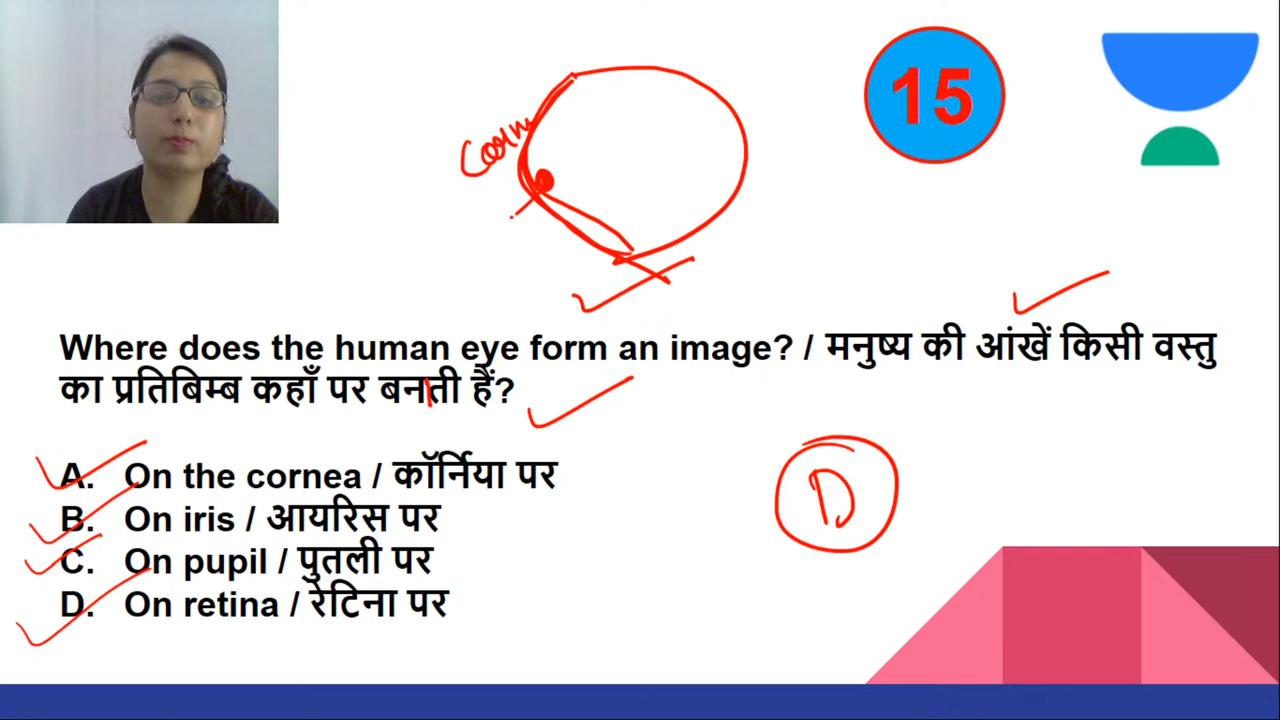 15
Corn
Where does the human eye form an image? / मनुष्य की आंखें किसी वस्तु
का प्रतिबिम्ब कहाँ पर बनती हैं?
A. On the cornea / कॉर्निया पर
B. On iris / आयरिस पर
C. On pupil / पुतली पर
D. On retina / रेटिना पर
D